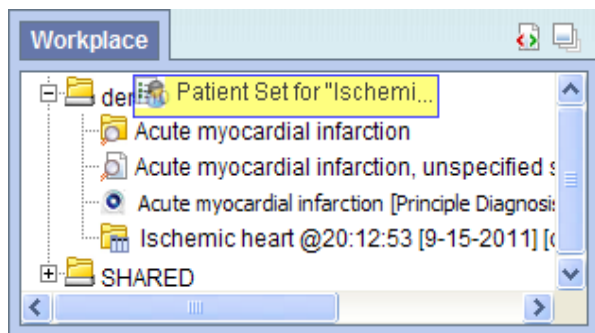 Workplace
Patient Set for "Ischemi...
Acute myocardial infarction
Acute myocardial infarction, unspecified
Acute myocardial infarction [Principle Diagnosis
Ischemic heart @20:12:53 [9-15-2011]
SHARED